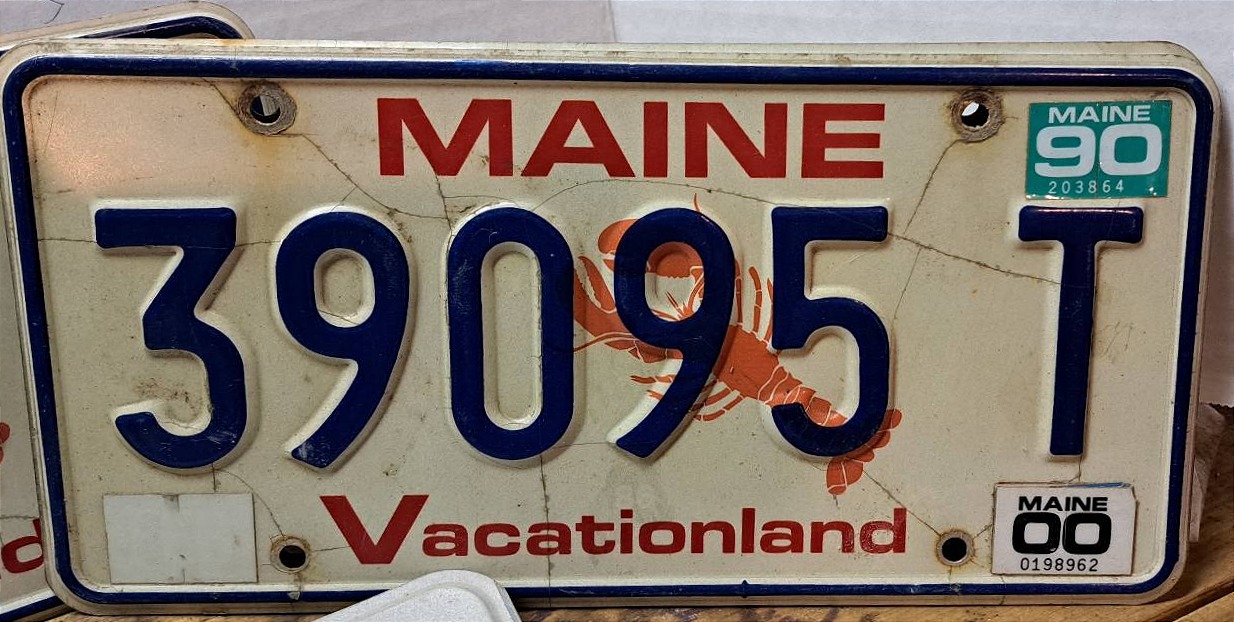 MAINE
MAINE
90
203864
39095 T
Vacationland
MAINE
00
0198962
d